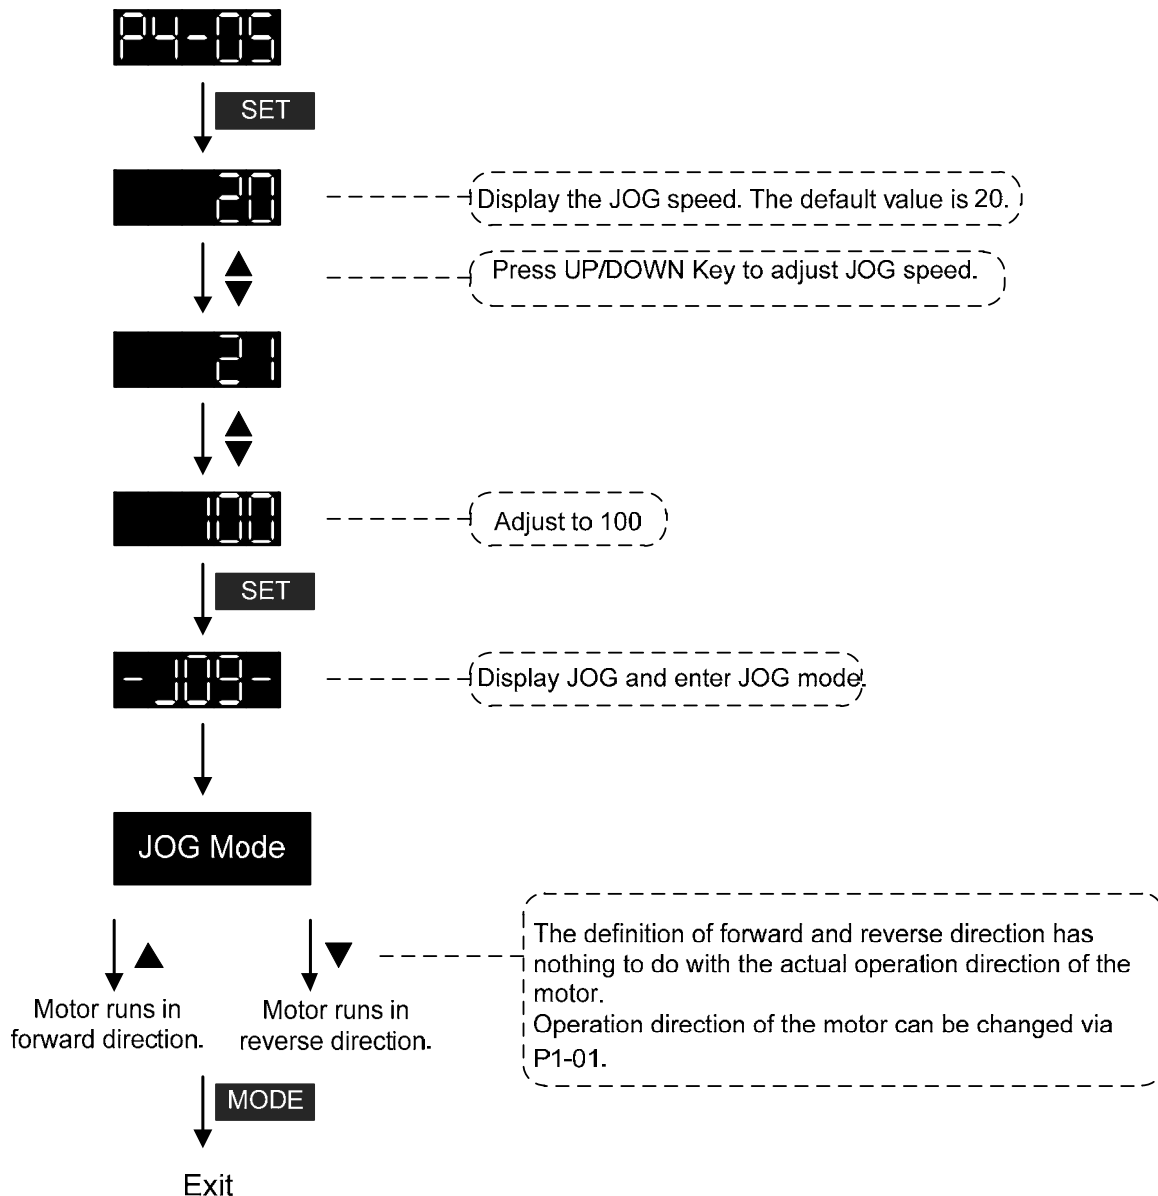 P4-05
SET
20
Display the JOG speed. The default value is 20.
Press UP/DOWN Key to adjust JOG speed.
21
100
Adjust to 100
SET
-JOG-
Display JOG and enter JOG mode.
JOG Mode
Motor runs in
forward direction.
Motor runs in
reverse direction.
The definition of forward and reverse direction has
nothing to do with the actual operation direction of the
motor.
Operation direction of the motor can be changed via
P1-01.
MODE
Exit